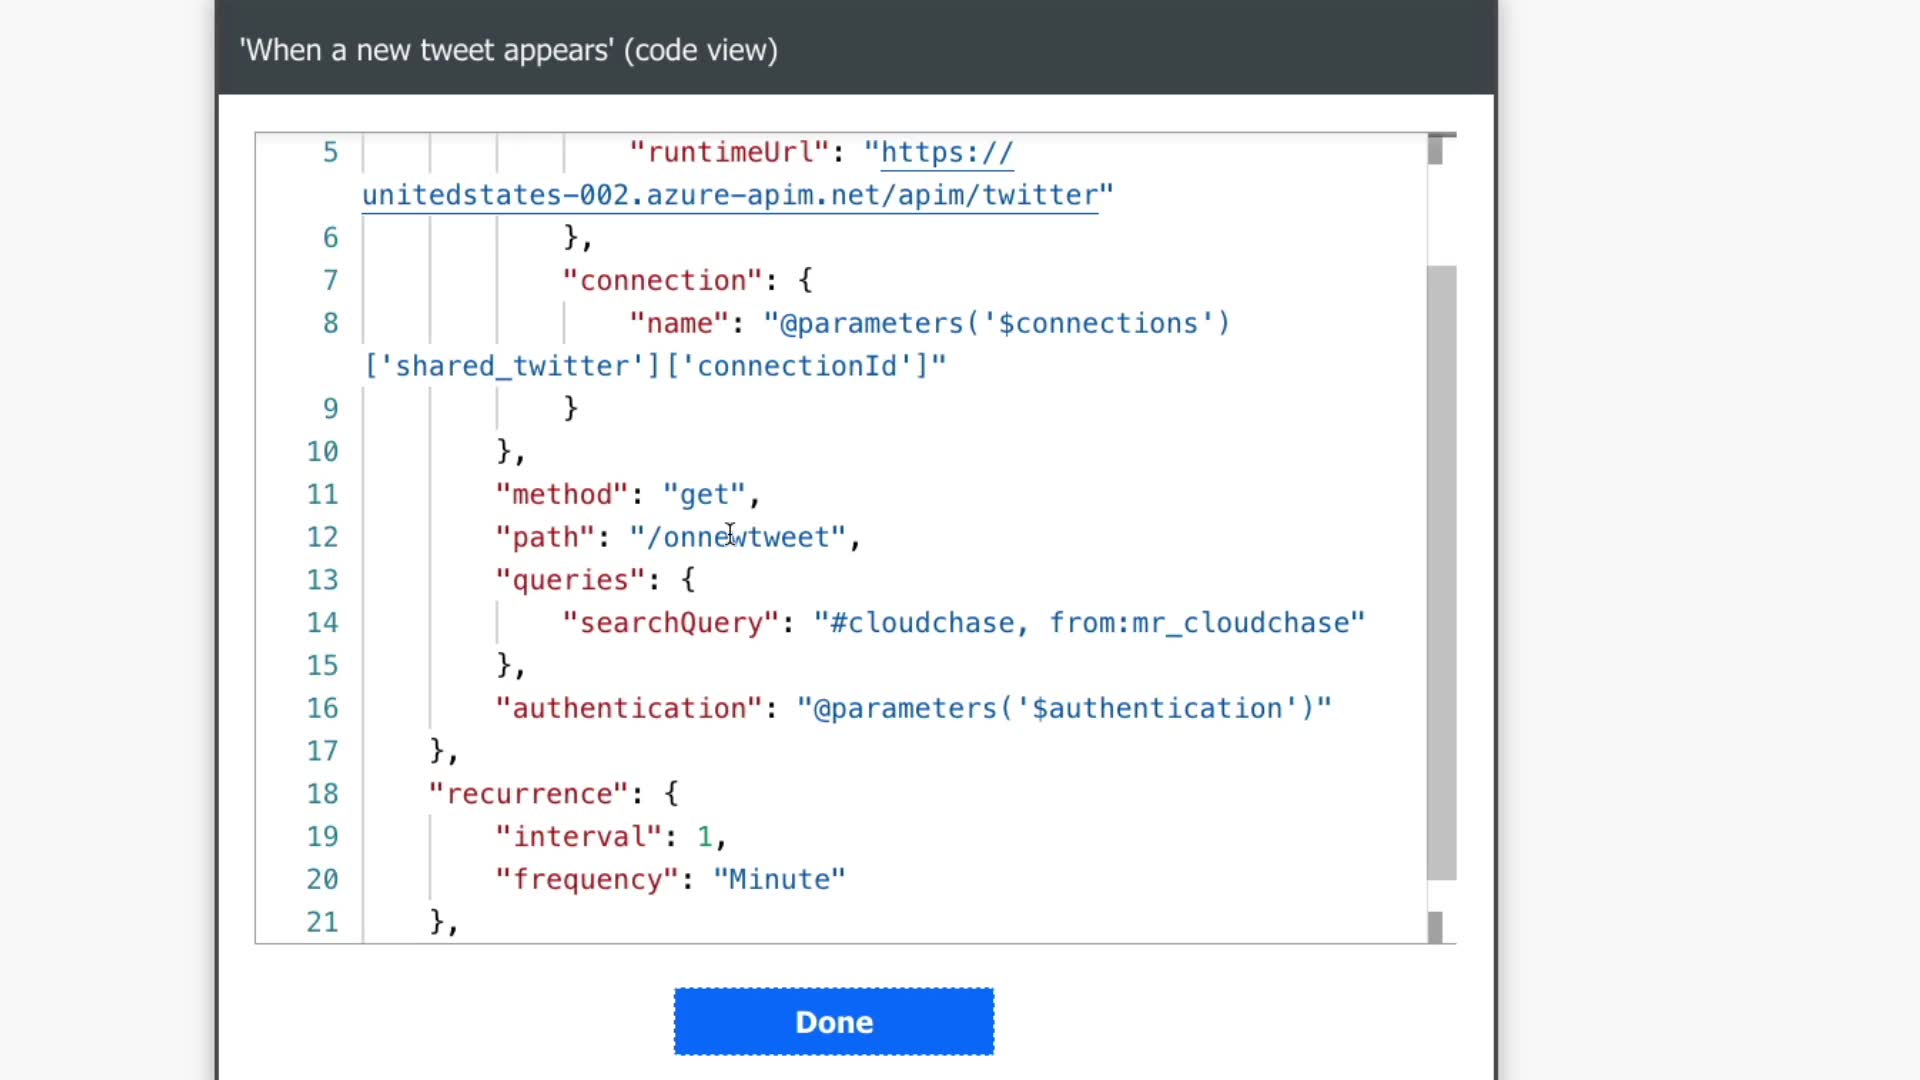 'When a new tweet appears' (code view)
5 "runtimeUrl": "https://
unitedstates-002.azure-apim.net/apim/twitter"
6 },
7 "connection": {
8 "name": "@parameters('$connections')
['shared_twitter']['connectionId']"
9 }
10 },
11 "method": "get",
12 "path": "/onnewtweet",
13 "queries": {
14 "searchQuery": "#cloudchase, from:mr_cloudchase"
15 },
16 "authentication": "@parameters('$authentication')"
17 },
18 "recurrence": {
19 "interval": 1,
20 "frequency": "Minute"
21 },
Done